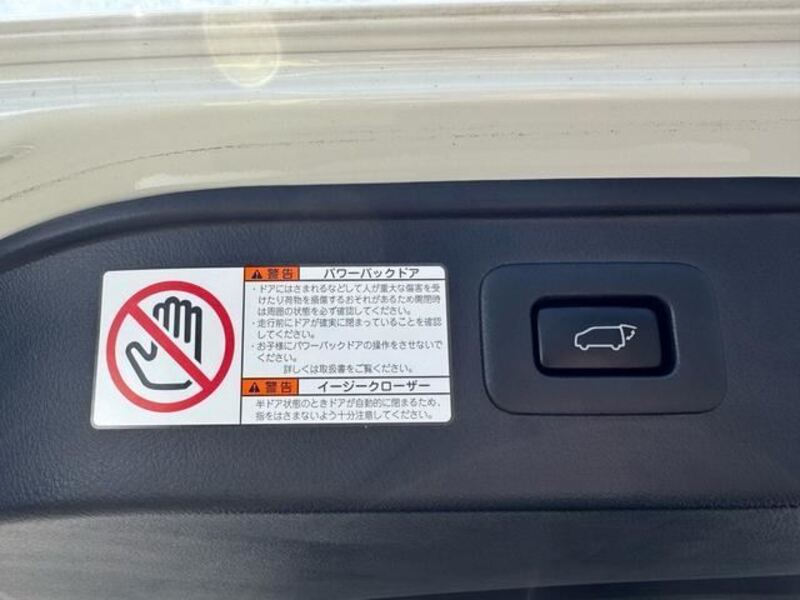 警告 パワーバックドア
・ドアにはさまれるなどして人が重大な傷害を受
けたり荷物を損傷するおそれがあるため開閉時
は周囲の状態を必ず確認してください。
・走行前にドアが確実に閉まっていることを確認
してください。
・お子様にパワーバックドアの操作をさせないで
ください。
詳しくは取扱書をご覧ください。
警告 イージークローザー
半ドア状態のときドアが自動的に閉まるため、
指をはさまないよう十分注意してください。